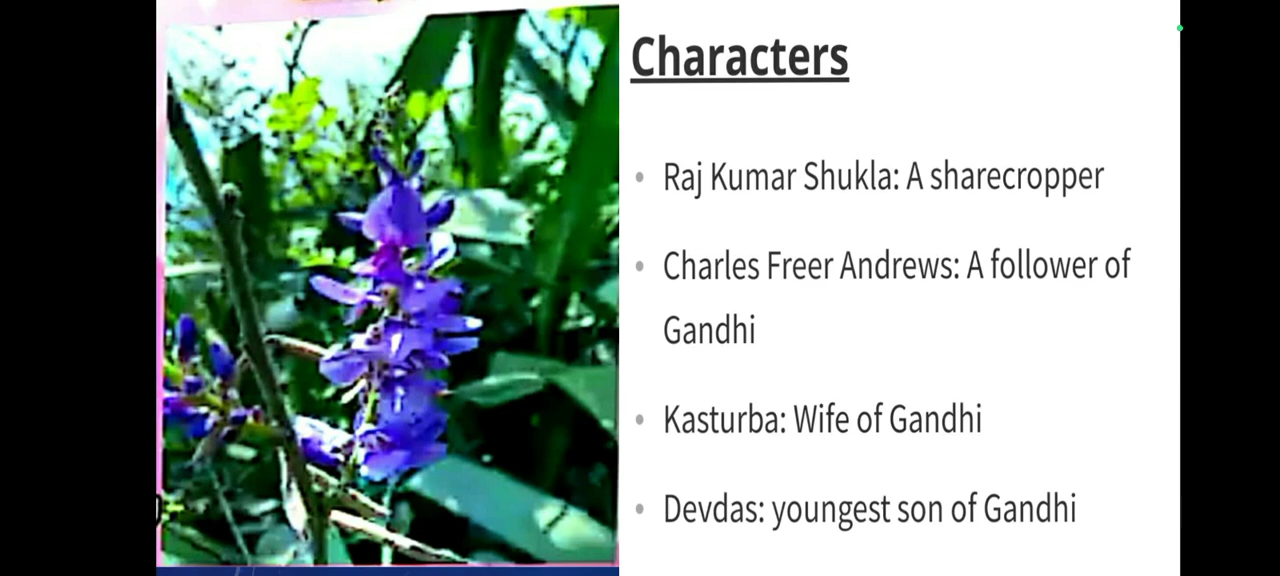 Characters
• Raj Kumar Shukla: A sharecropper
• Charles Freer Andrews: A follower of
Gandhi
• Kasturba: Wife of Gandhi
• Devdas: youngest son of Gandhi